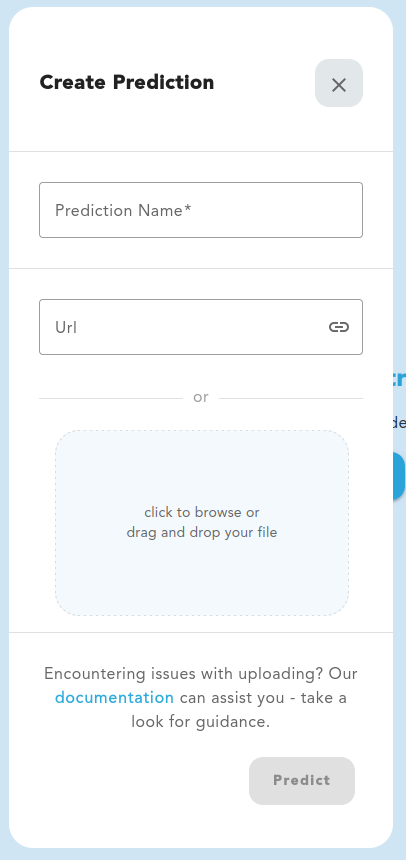 Create Prediction
Prediction Name*
Url
or
click to browse or
drag and drop your file
Encountering issues with uploading? Our
documentation can assist you - take a
look for guidance.
Predict